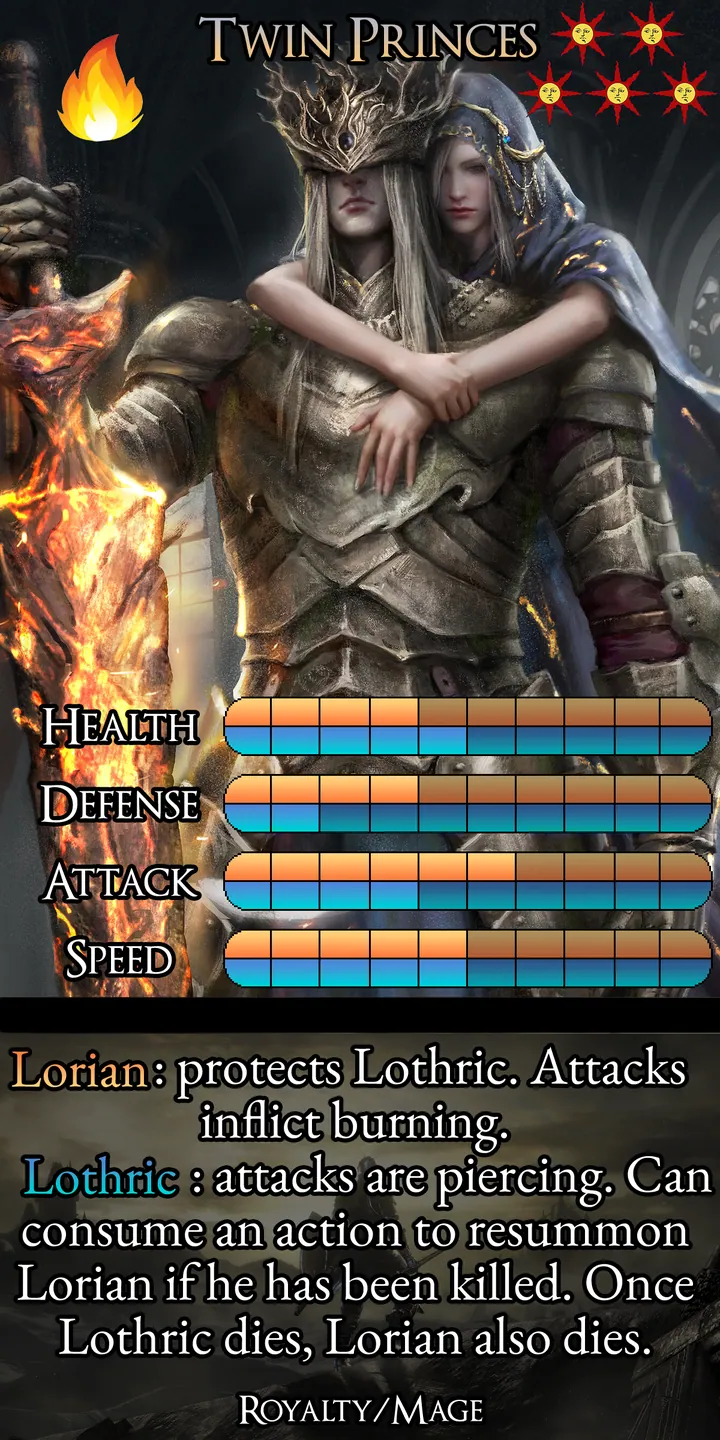 Twin Princes
Health
Defense
Attack
Speed
Lorian: protects Lothric. Attacks
inflict burning.
Lothric : attacks are piercing. Can
consume an action to resummon
Lorian if he has been killed. Once
Lothric dies, Lorian also dies.
Royalty/Mage